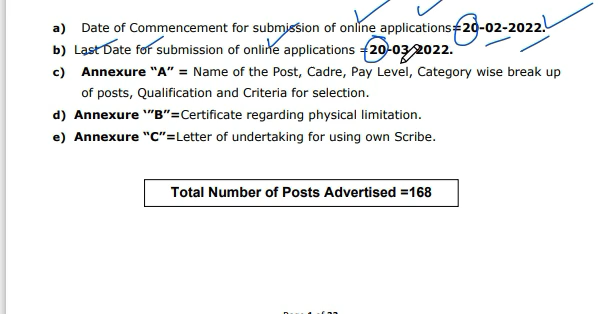 a) Date of Commencement for submission of online applications=20-02-2022.
b) Last Date for submission of online applications =20-03-2022.
c) Annexure “A” = Name of the Post, Cadre, Pay Level, Category wise break up
of posts, Qualification and Criteria for selection.
d) Annexure ‘”B”=Certificate regarding physical limitation.
e) Annexure “C”=Letter of undertaking for using own Scribe.
Total Number of Posts Advertised =168